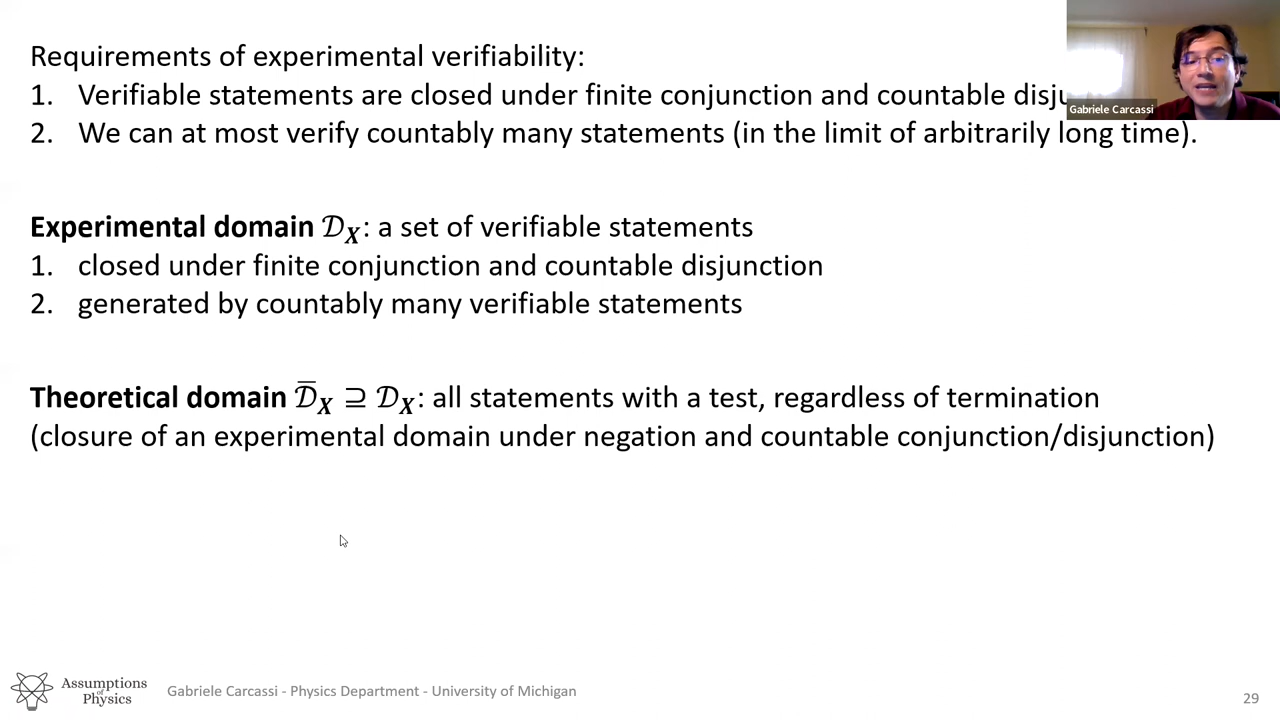 Requirements of experimental verifiability:
1. Verifiable statements are closed under finite conjunction and countable
2. We can at most verify countably many statements (in the limit of arbitrarily long time).
Gabriele Carcassi
Experimental domain 𝒟_X: a set of verifiable statements
1. closed under finite conjunction and countable disjunction
2. generated by countably many verifiable statements
Theoretical domain 𝒟̅_X ⊇ 𝒟_X: all statements with a test, regardless of termination
(closure of an experimental domain under negation and countable conjunction/disjunction)
Assumptions
of
Physics
Gabriele Carcassi - Physics Department - University of Michigan
29